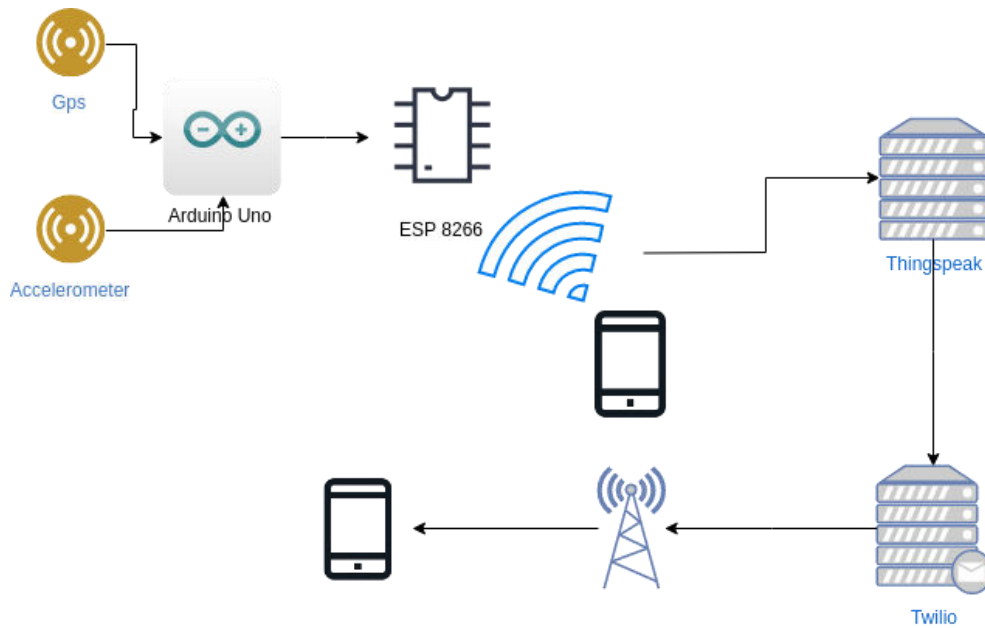 Gps
Arduino Uno
Accelerometer
ESP 8266
Thingspeak
Twilio